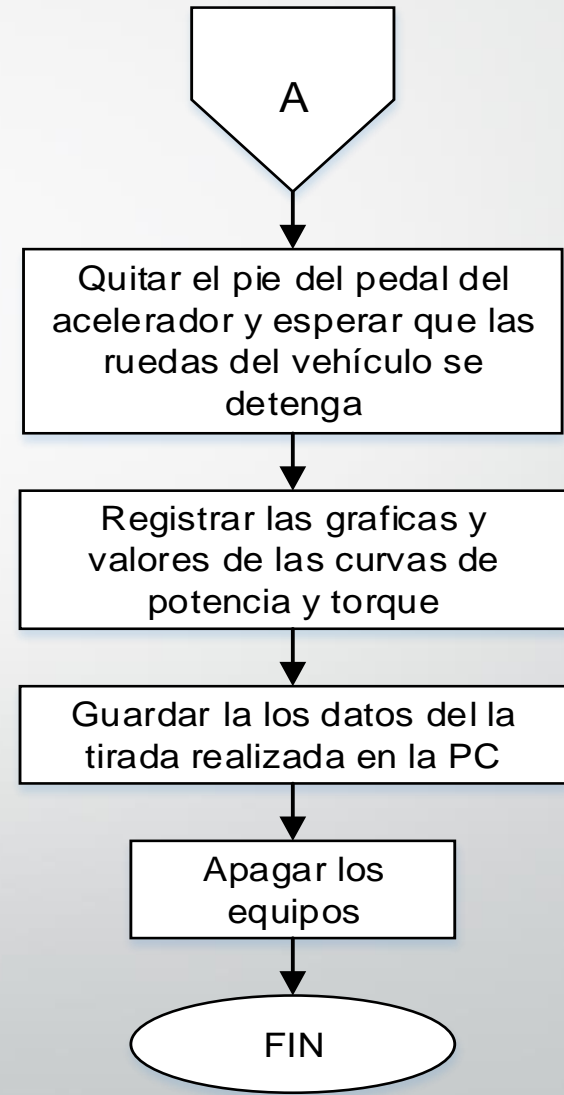 A
Quitar el pie del pedal del
acelerador y esperar que las
ruedas del vehículo se
detenga
Registrar las graficas y
valores de las curvas de
potencia y torque
Guardar la los datos del la
tirada realizada en la PC
Apagar los
equipos
FIN